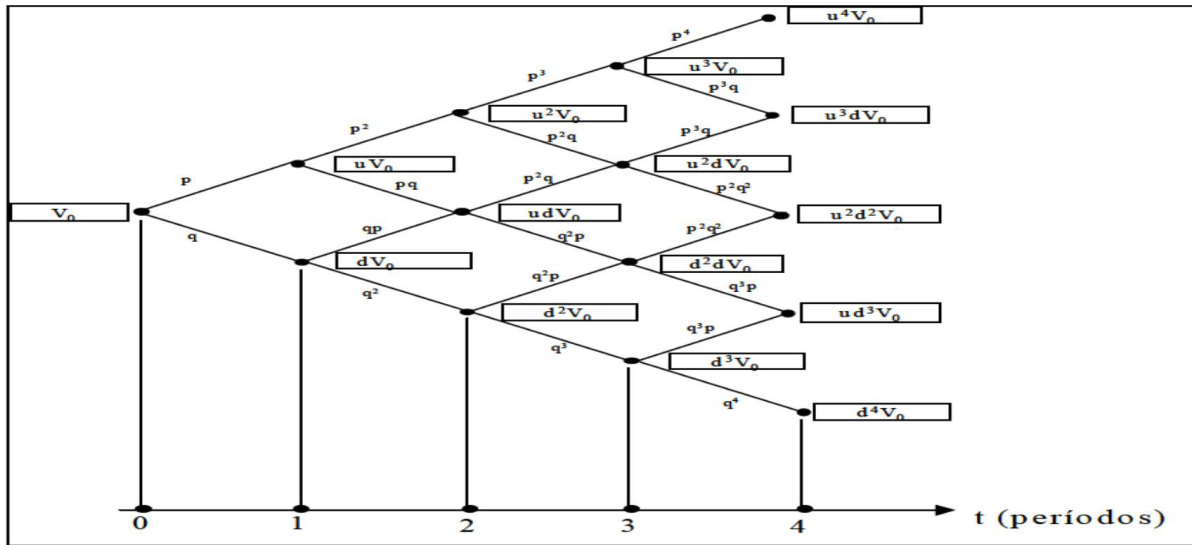 u⁴V₀
p⁴
u³V₀
p³
p³q
u²V₀
u³dV₀
p²
p²q
p³q
uV₀
u²dV₀
p
pq
p²q
p²q²
V₀
udV₀
u²d²V₀
q
qp
q²p
p²q²
dV₀
d²dV₀
q²
q²p
q³p
d²V₀
ud³V₀
q³
q³p
d³V₀
q⁴
d⁴V₀
0 1 2 3 4 t (períodos)